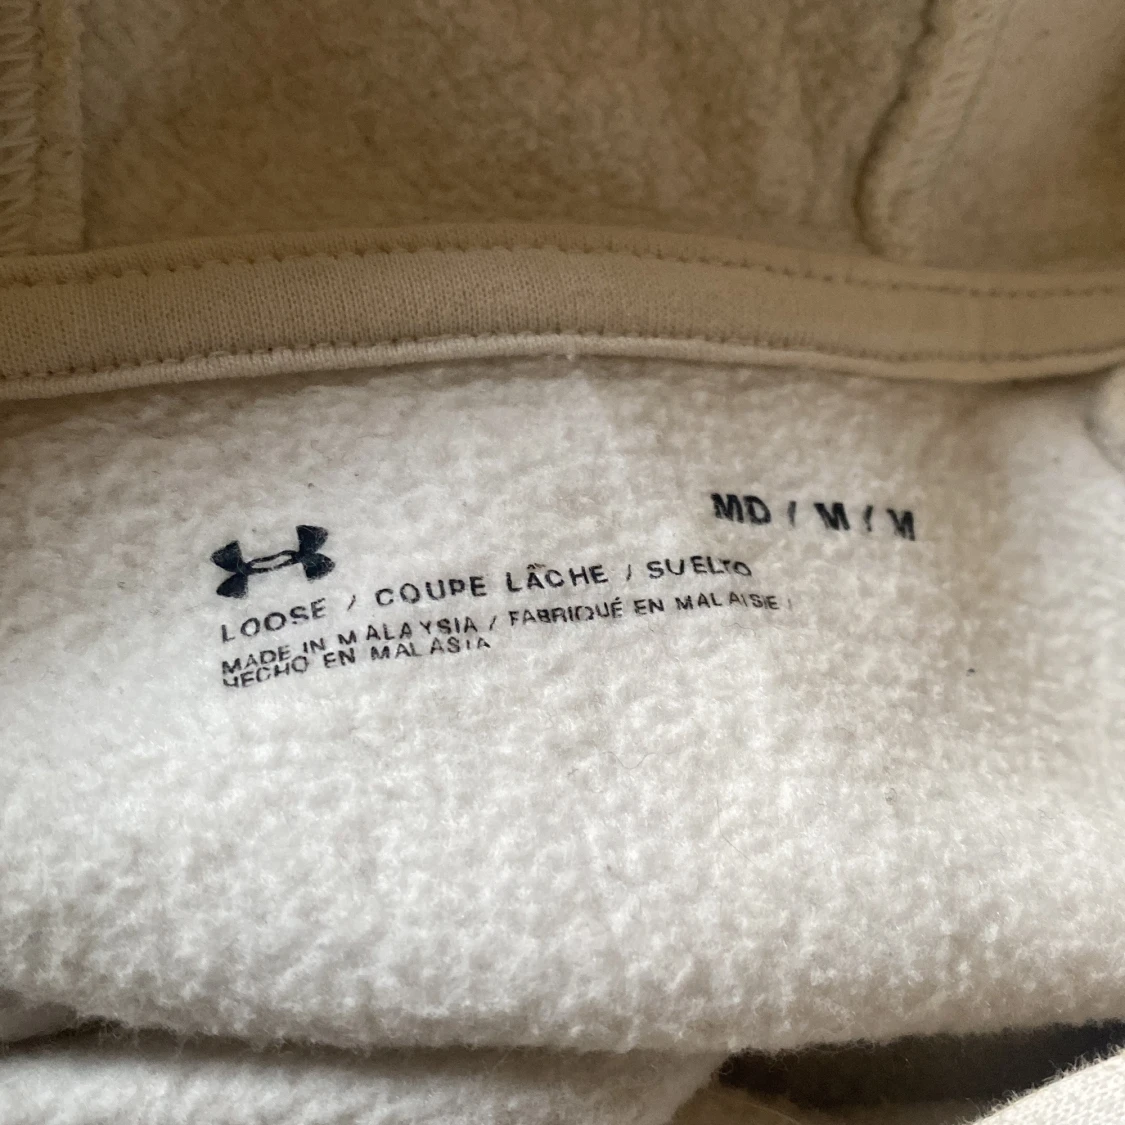 MD / M / M
LOOSE / COUPE LÂCHE / SUELTO
MADE IN MALAYSIA / FABRIQUÉ EN MALAISIE /
HECHO EN MALASIA